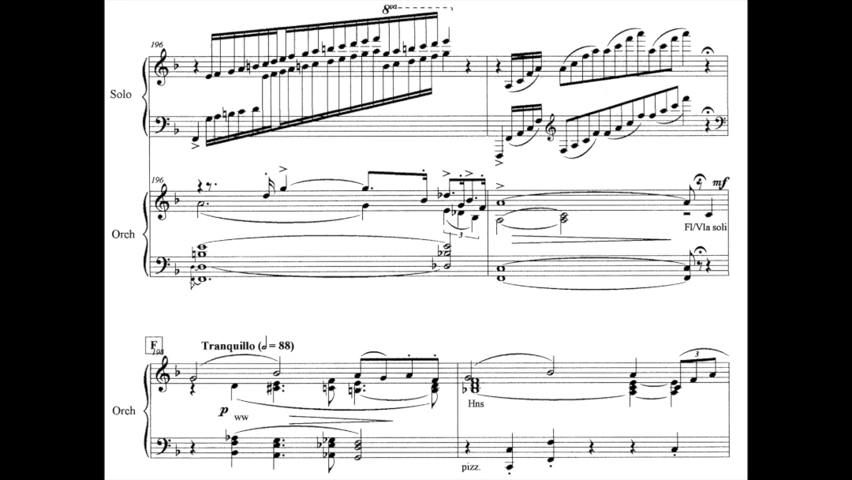 8va
196
Solo
196
mf
3
Orch
Fl/Vla soli
F
198
Tranquillo (𝅗𝅥 = 88)
3
p
ww
Hns
Orch
pizz.